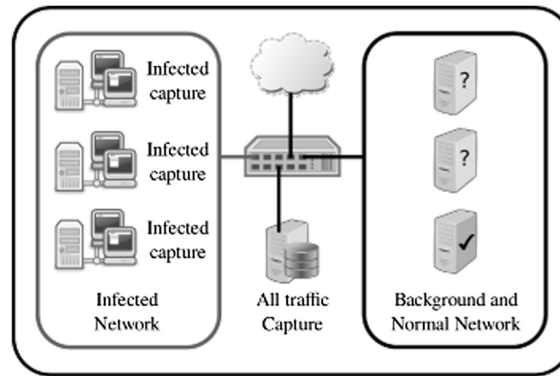 Infected
capture
Infected
capture
Infected
capture
Infected
Network
All traffic
Capture
?
?
✓
Background and
Normal Network